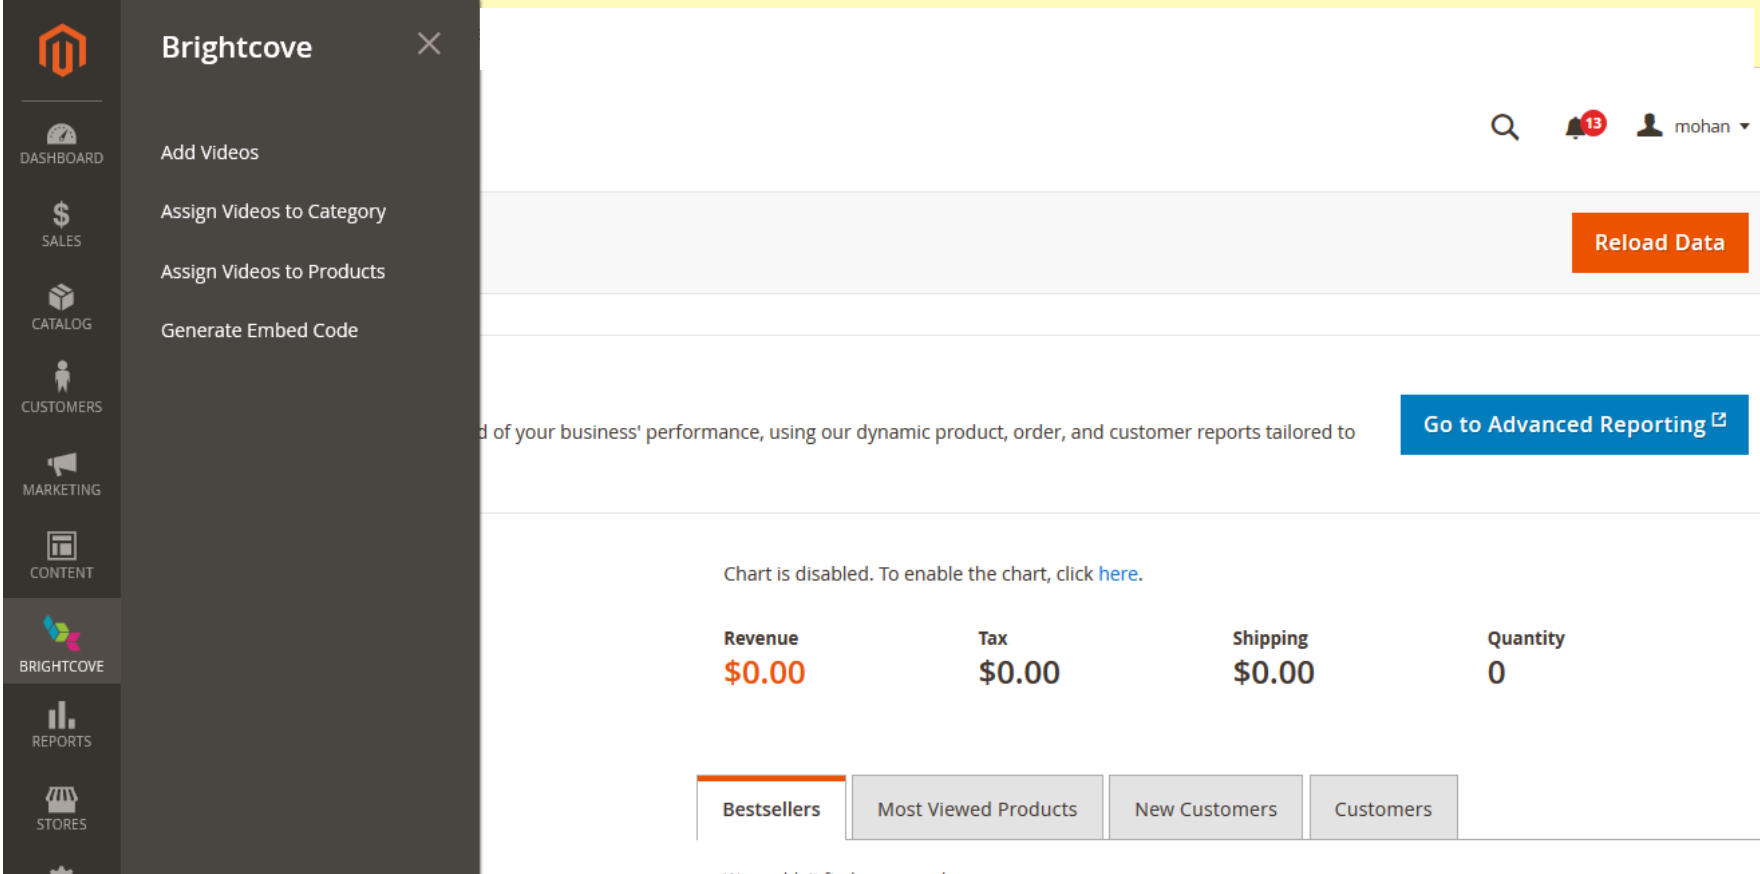 Brightcove
Add Videos
Assign Videos to Category
Assign Videos to Products
Generate Embed Code
DASHBOARD
SALES
CATALOG
CUSTOMERS
MARKETING
CONTENT
BRIGHTCOVE
REPORTS
STORES
13
mohan
Reload Data
d of your business' performance, using our dynamic product, order, and customer reports tailored to
Go to Advanced Reporting
Chart is disabled. To enable the chart, click here.
Revenue Tax Shipping Quantity
$0.00 $0.00 $0.00 0
Bestsellers Most Viewed Products New Customers Customers